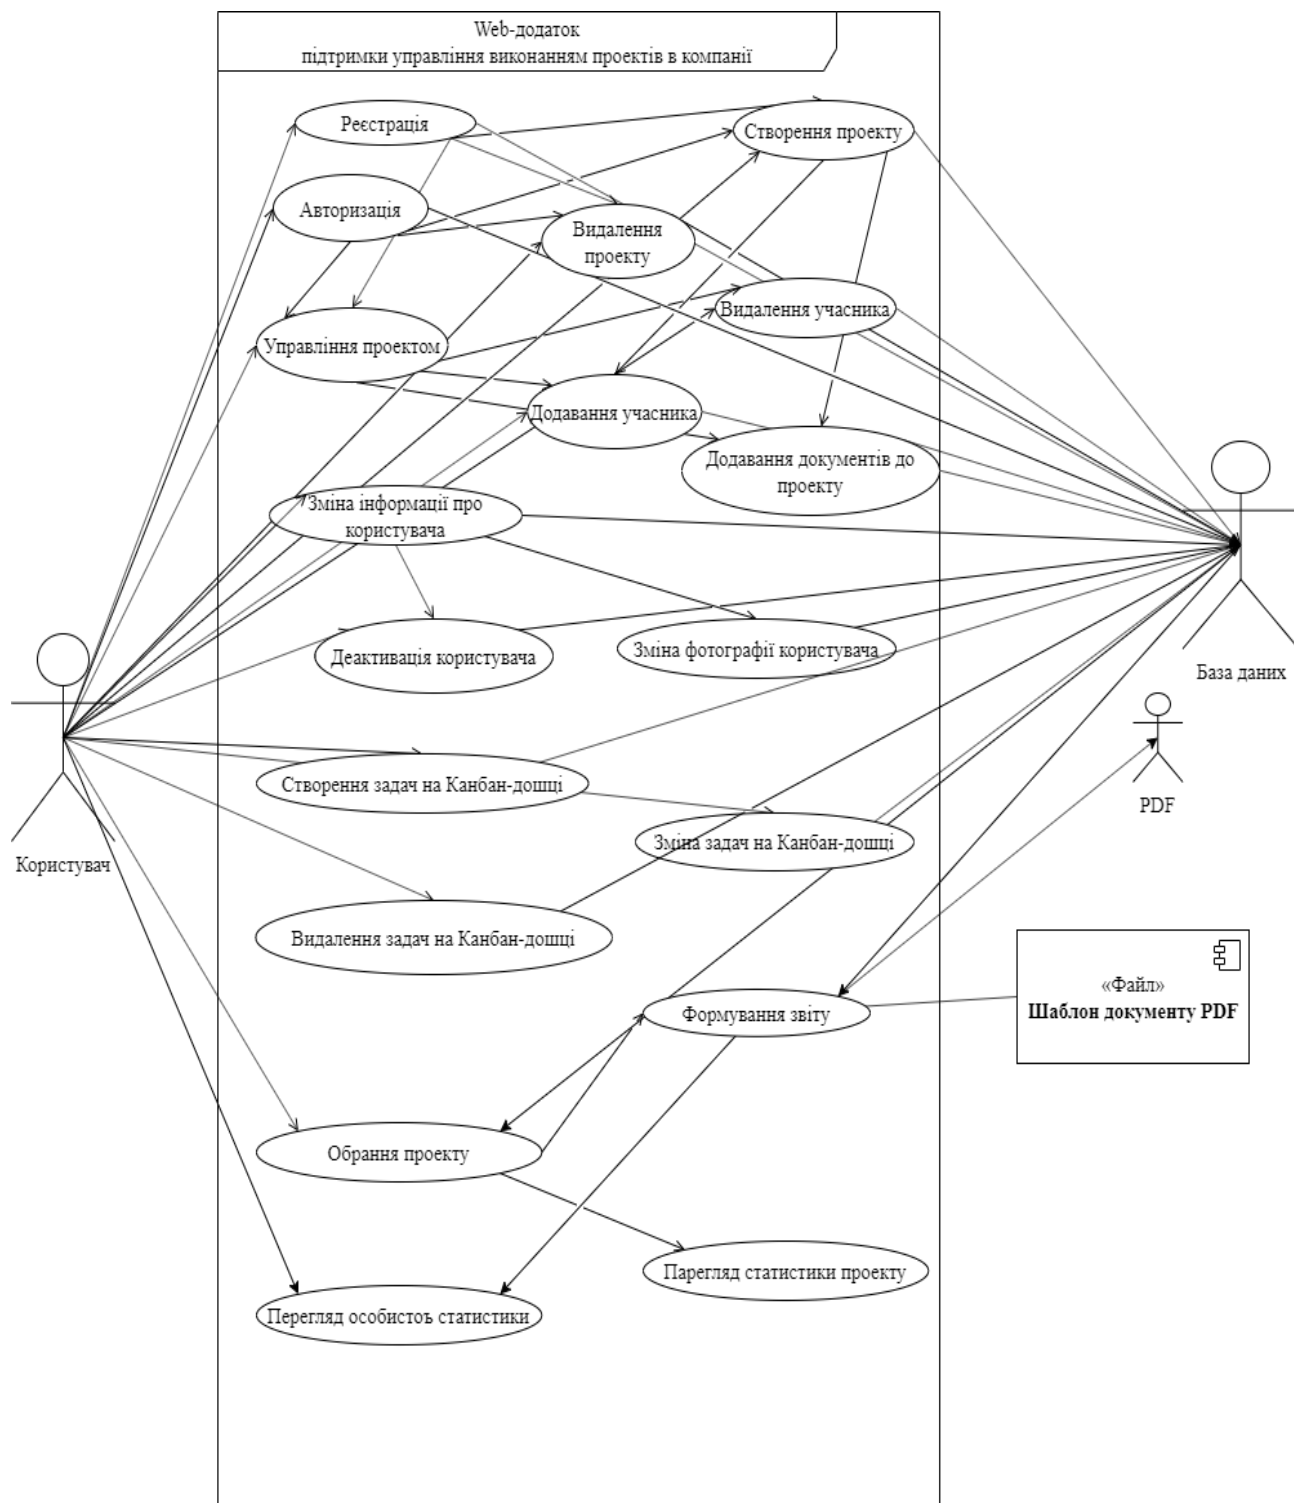 Web-додаток
підтримки управління виконанням проектів в компанії
Реєстрація
Створення проекту
Авторизація
Видалення
проекту
Видалення учасника
Управління проектом
Додавання учасника
Додавання документів до
проекту
Зміна інформації про
користувача
Деактивація користувача
Зміна фотографії користувача
База даних
PDF
Створення задач на Канбан-дошці
Зміна задач на Канбан-дошці
Користувач
Видалення задач на Канбан-дошці
«Файл»
Шаблон документу PDF
Формування звіту
Обрання проекту
Парегляд статистики проекту
Перегляд особистоъ статистики